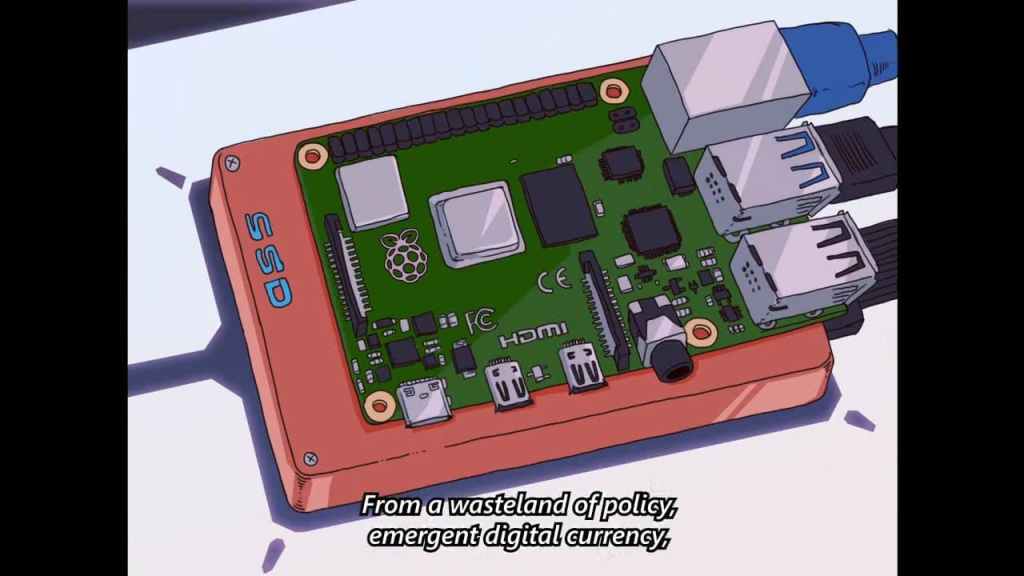 SSD
CE
FC
HDMI
From a wasteland of policy,
emergent digital currency,